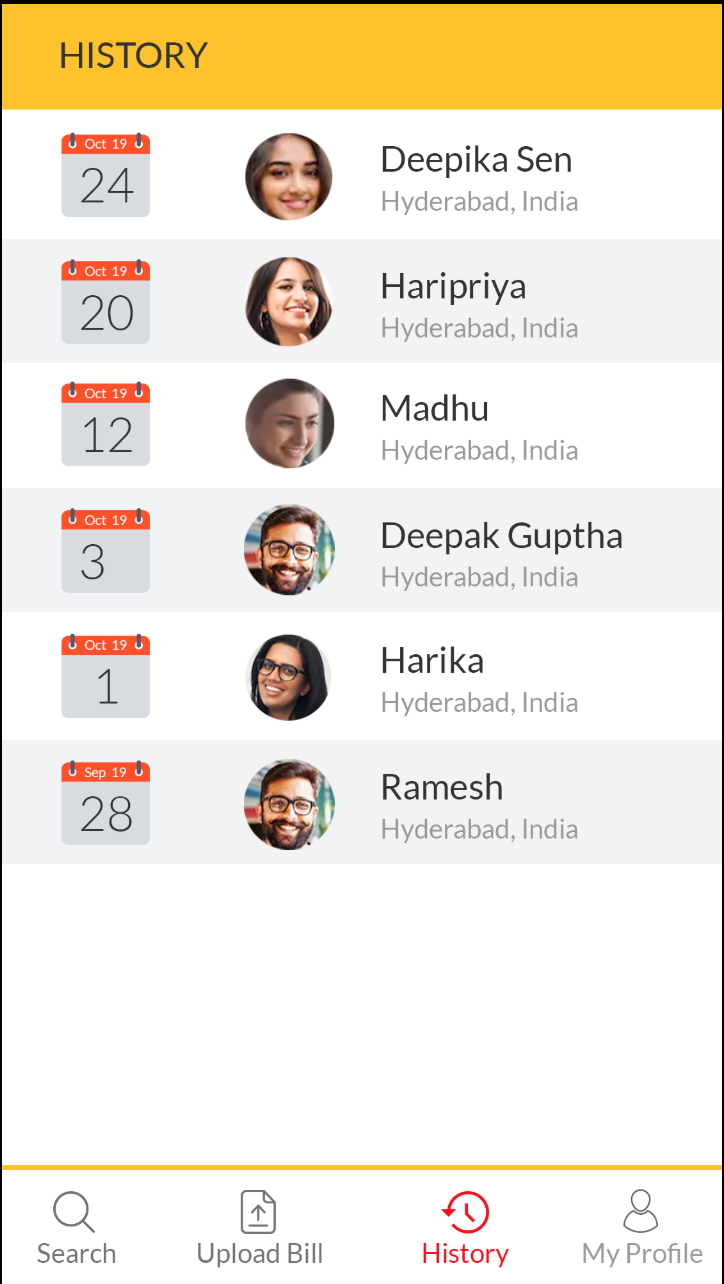 HISTORY
Oct 19
24
Deepika Sen
Hyderabad, India
Oct 19
20
Haripriya
Hyderabad, India
Oct 19
12
Madhu
Hyderabad, India
Oct 19
3
Deepak Guptha
Hyderabad, India
Oct 19
1
Harika
Hyderabad, India
Sep 19
28
Ramesh
Hyderabad, India
Search Upload Bill History My Profile